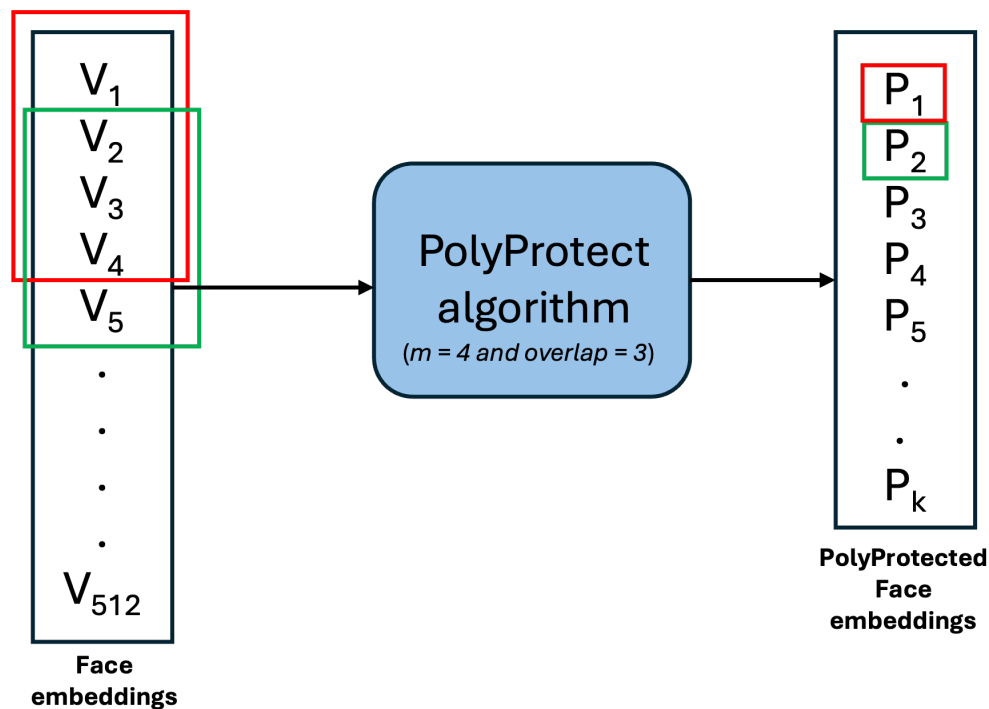 V₁
V₂
V₃
V₄
V₅
.
.
.
.
V₅₁₂
Face
embeddings
PolyProtect
algorithm
(m = 4 and overlap = 3)
P₁
P₂
P₃
P₄
P₅
.
.
Pₖ
PolyProtected
Face
embeddings